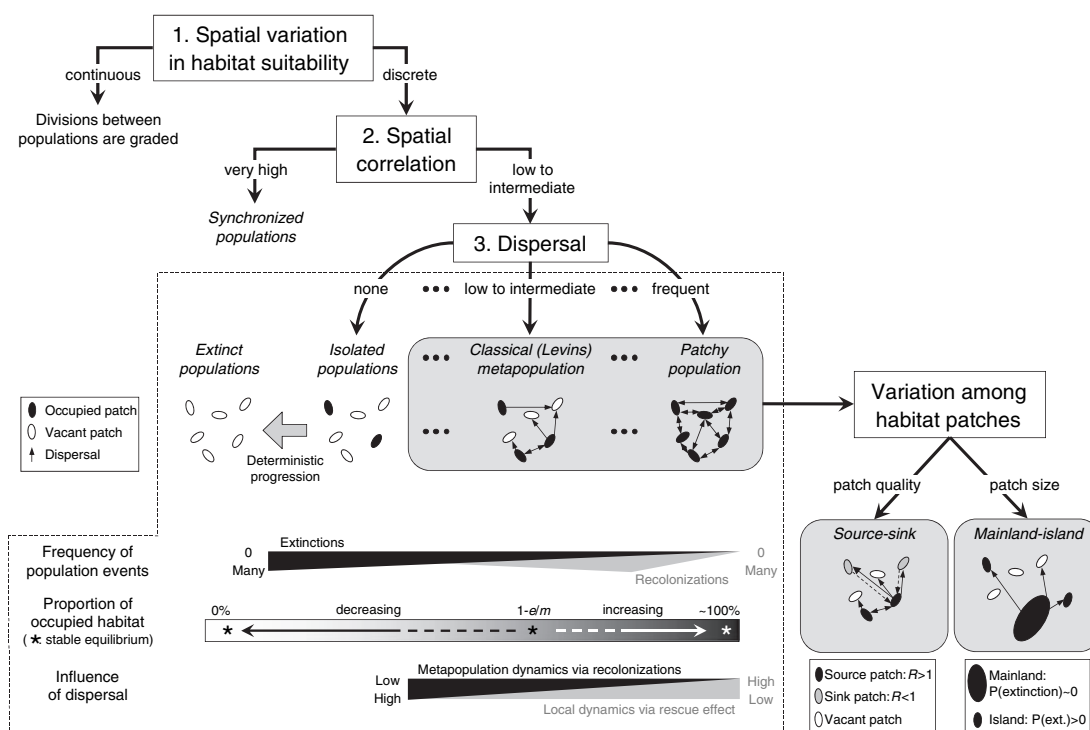 1. Spatial variation
in habitat suitability
continuous
discrete
Divisions between
populations are graded
2. Spatial
correlation
very high
low to
intermediate
Synchronized
populations
3. Dispersal
none
••• low to intermediate •••
frequent
Extinct
populations
Isolated
populations
•••
Classical (Levins)
metapopulation
•••
Patchy
population
Variation among
habitat patches
Occupied patch
Vacant patch
Dispersal
Deterministic
progression
•••
•••
patch quality
patch size
Source-sink
Mainland-island
Frequency of
population events
0
Many
Extinctions
Recolonizations
0
Many
Proportion of
occupied habitat
(* stable equilibrium)
0%
decreasing
1-e/m
increasing
~100%
* * *
Influence
of dispersal
Low
High
Metapopulation dynamics via recolonizations
Local dynamics via rescue effect
High
Low
Source patch: R>1
Sink patch: R<1
Vacant patch
Mainland:
P(extinction)~0
Island: P(ext.)>0